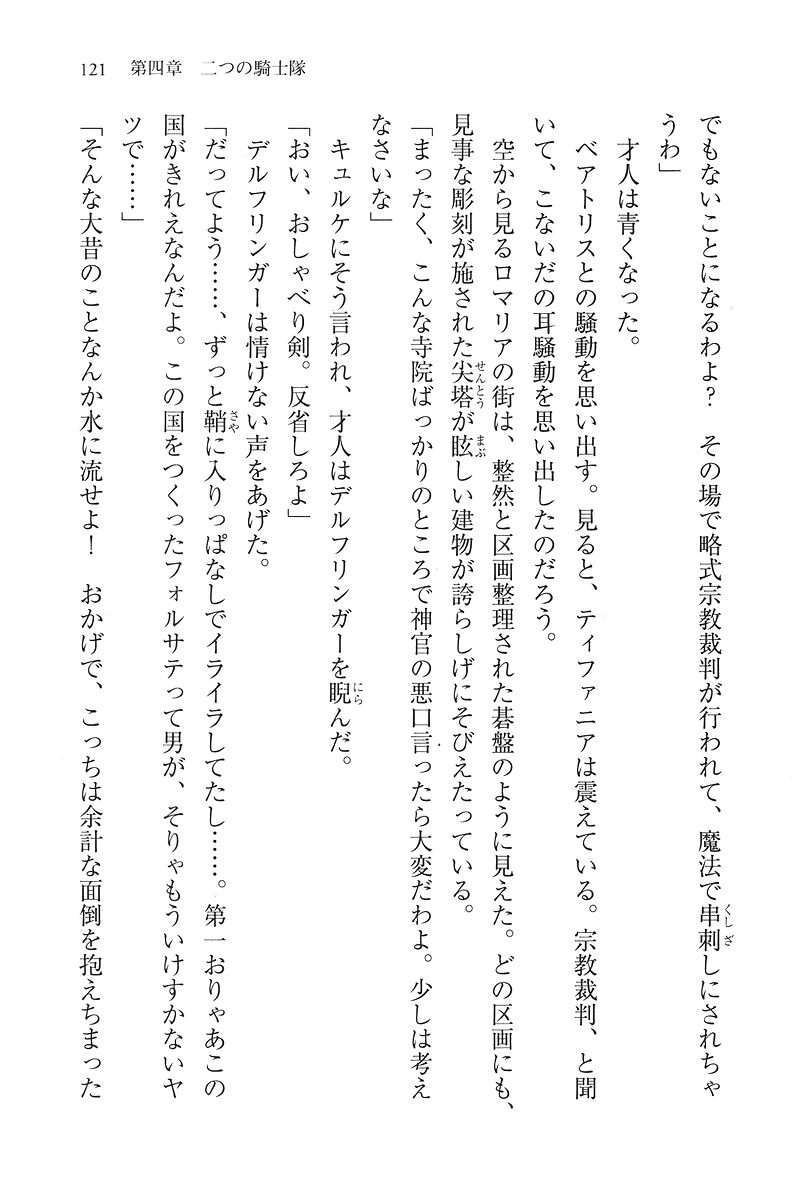 121 第四章 二つの騎士隊
でもないことになるわよ？ その場で略式宗教裁判が行われて、魔法で串刺しにされちゃ
うわ」
才人は青くなった。
ベアトリスとの騒動を思い出す。見ると、ティファニアは震えている。宗教裁判、と聞
いて、こないだの耳騒動を思い出したのだろう。
空から見るロマリアの街は、整然と区画整理された碁盤のように見えた。どの区画にも、
見事な彫刻が施された尖塔が眩しい建物が誇らしげにそびえたっている。
「まったく、こんな寺院ばっかりのところで神官の悪口言ったら大変だわよ。少しは考え
なさいな」
キュルケにそう言われ、才人はデルフリンガーを睨んだ。
「おい、おしゃべり剣。反省しろよ」
デルフリンガーは情けない声をあげた。
「だってよう……、ずっと鞘に入りっぱなしでイライラしてたし……。第一おりゃあこの
国がきれえなんだよ。この国をつくったフォルサテって男が、そりゃもういけすかないヤ
ツで……」
「そんな大昔のことなんか水に流せよ！ おかげで、こっちは余計な面倒を抱えちまった